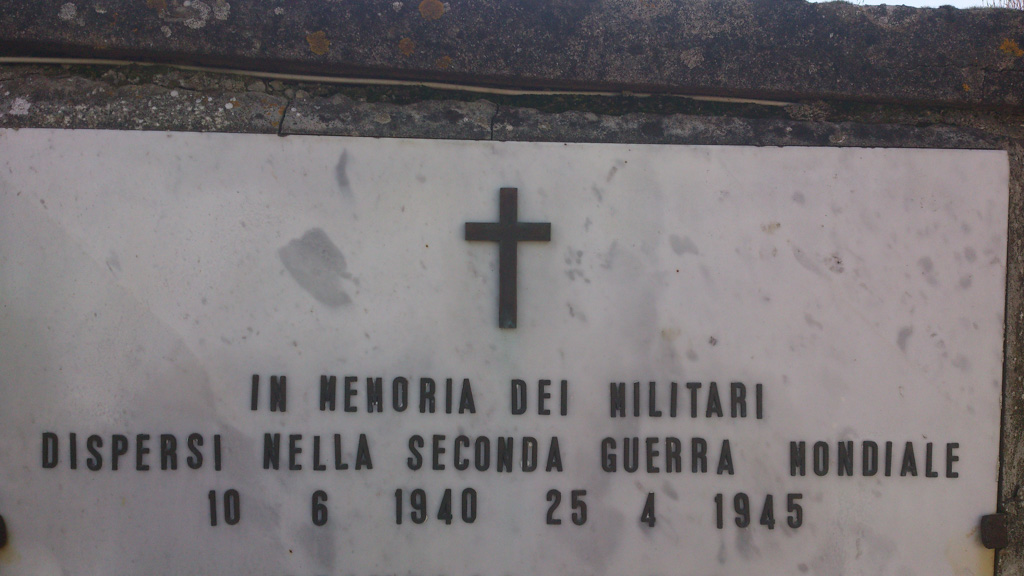 IN MEMORIA DEI MILITARI
DISPERSI NELLA SECONDA GUERRA MONDIALE
10 6 1940 25 4 1945